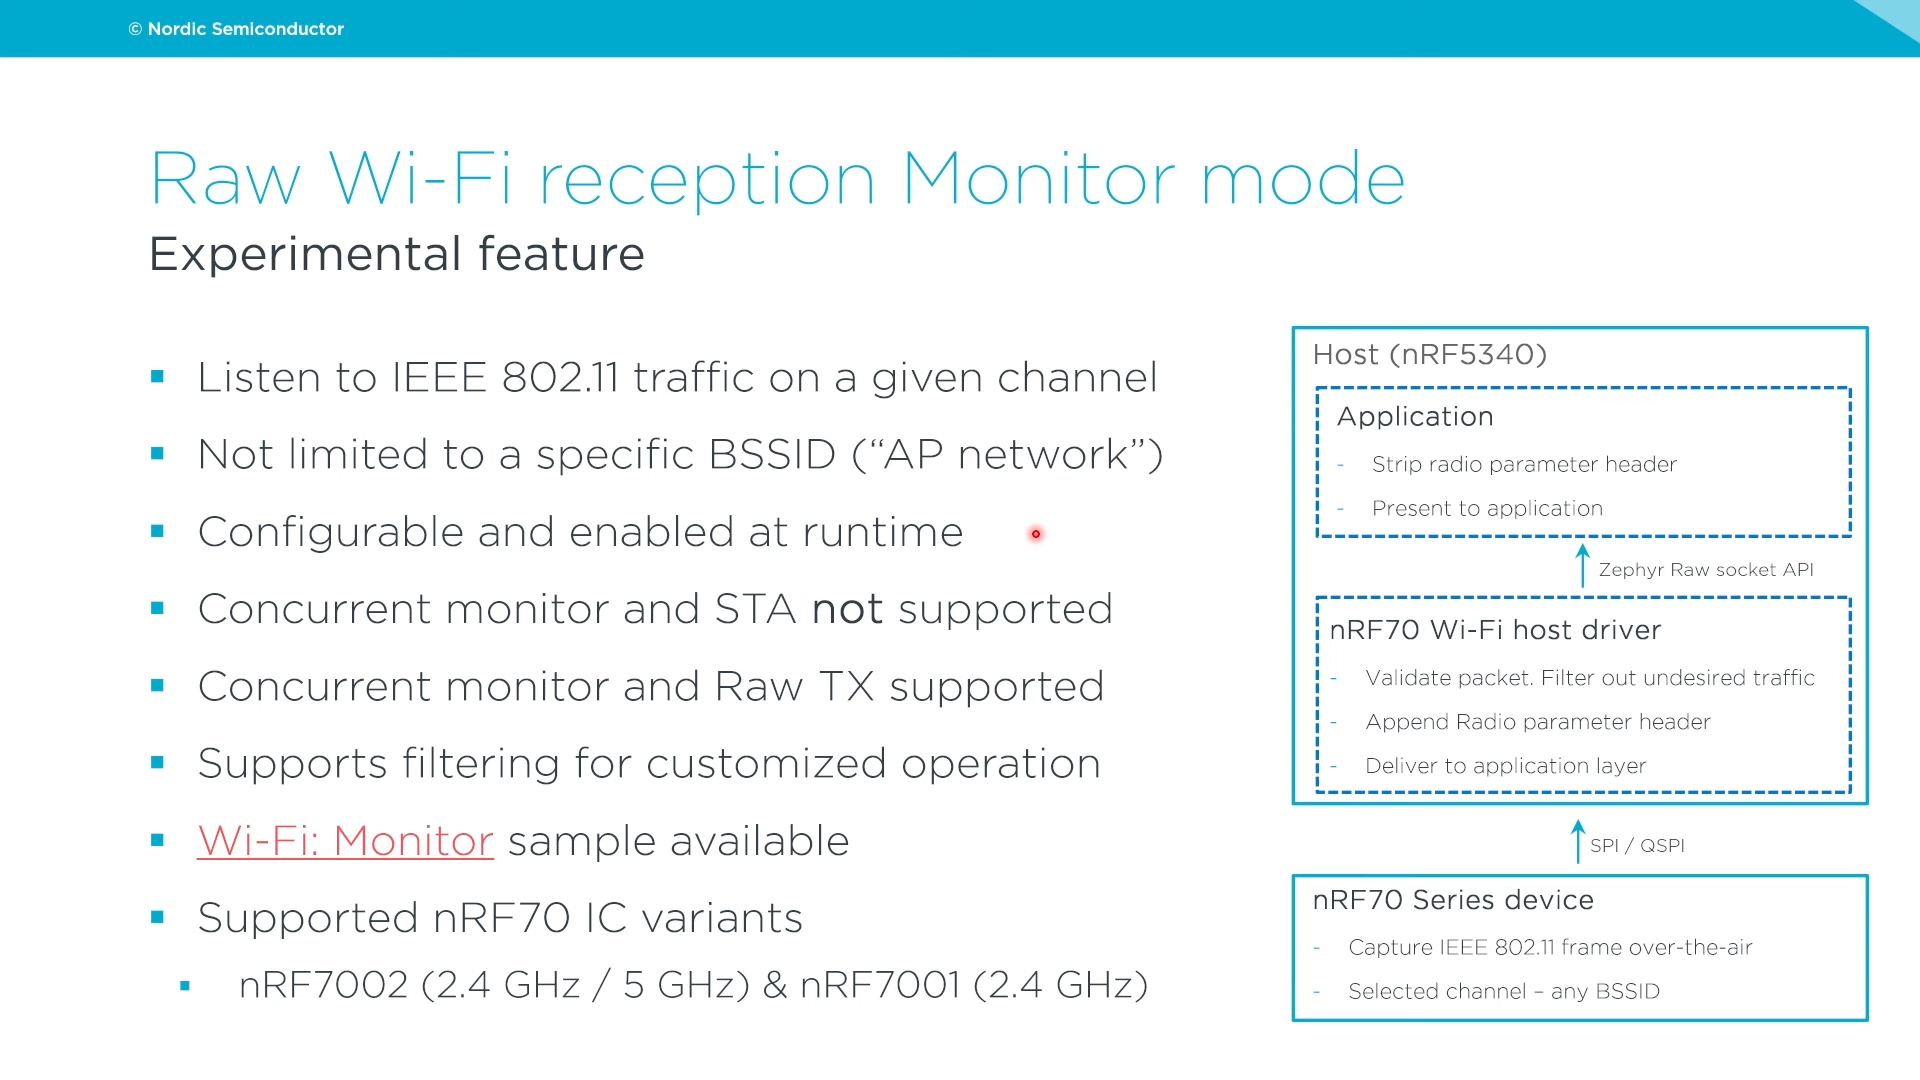 © Nordic Semiconductor
Raw Wi-Fi reception Monitor mode
Experimental feature
▪ Listen to IEEE 802.11 traffic on a given channel
▪ Not limited to a specific BSSID (“AP network”)
▪ Configurable and enabled at runtime
▪ Concurrent monitor and STA not supported
▪ Concurrent monitor and Raw TX supported
▪ Supports filtering for customized operation
▪ Wi-Fi: Monitor sample available
▪ Supported nRF70 IC variants
▪ nRF7002 (2.4 GHz / 5 GHz) & nRF7001 (2.4 GHz)
Host (nRF5340)
Application
- Strip radio parameter header
- Present to application
Zephyr Raw socket API
nRF70 Wi-Fi host driver
- Validate packet. Filter out undesired traffic
- Append Radio parameter header
- Deliver to application layer
SPI / QSPI
nRF70 Series device
- Capture IEEE 802.11 frame over-the-air
- Selected channel – any BSSID